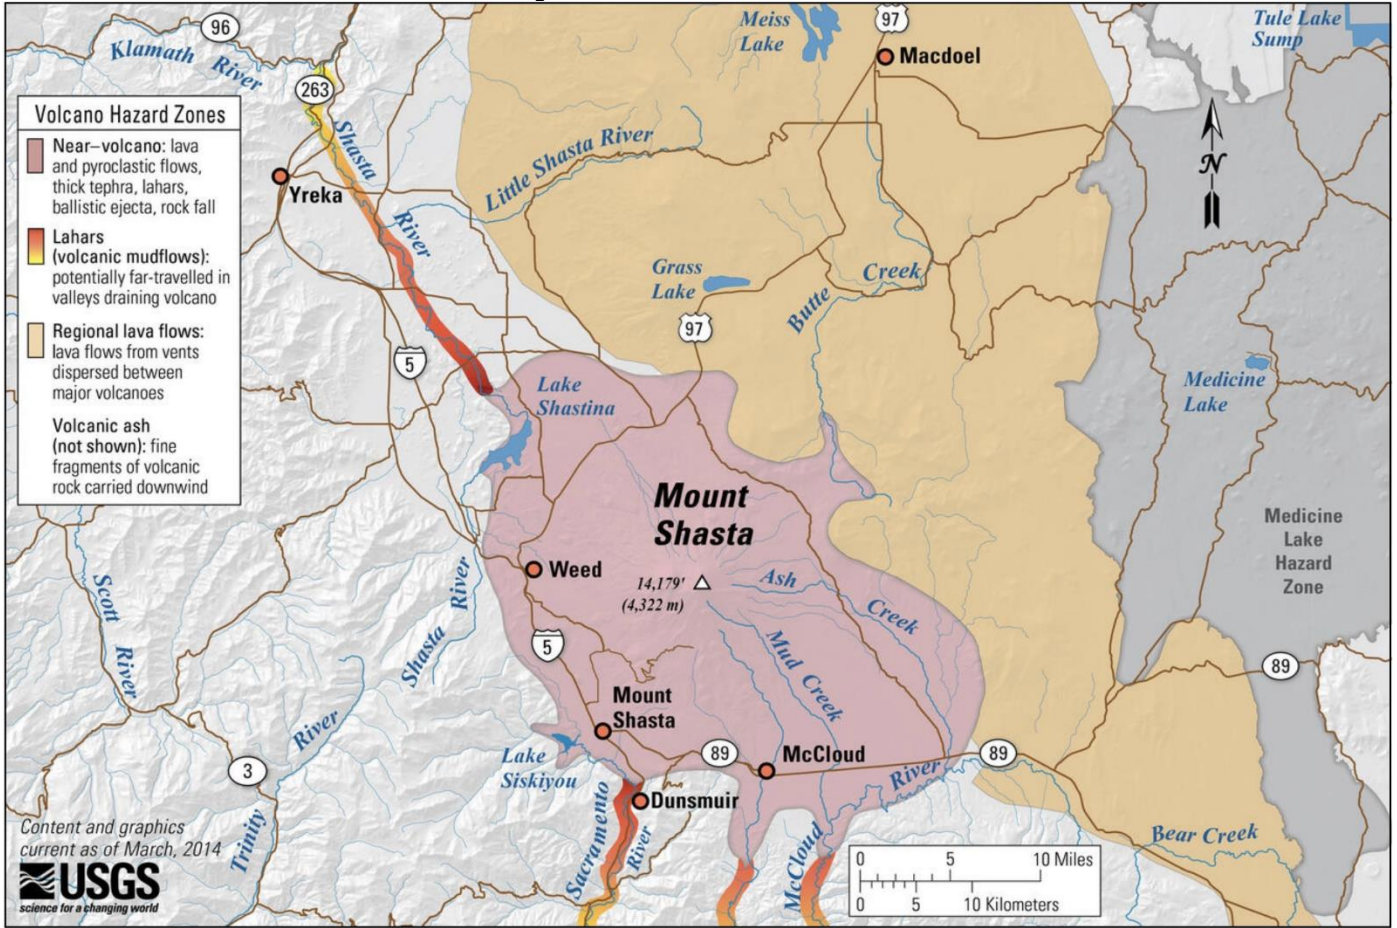 96
Klamath River
263
Meiss
Lake
97
Macdoel
Tule Lake
Sump
Volcano Hazard Zones
Near–volcano: lava
and pyroclastic flows,
thick tephra, lahars,
ballistic ejecta, rock fall
Lahars
(volcanic mudflows):
potentially far-travelled in
valleys draining volcano
Regional lava flows:
lava flows from vents
dispersed between
major volcanoes
Volcanic ash
(not shown): fine
fragments of volcanic
rock carried downwind
Yreka
Shasta River
Little Shasta River
N
Grass
Lake
97
Butte Creek
5
Lake
Shastina
Medicine
Lake
Mount
Shasta
14,179'
(4,322 m)
Medicine
Lake
Hazard
Zone
Weed
Ash Creek
Mud Creek
Scott River
Shasta River
5
Mount
Shasta
89
McCloud
89
89
Lake
Siskiyou
3
Trinity River
Dunsmuir
Sacramento River
McCloud River
Bear Creek
0 5 10 Miles
0 5 10 Kilometers
Content and graphics
current as of March, 2014
USGS
science for a changing world